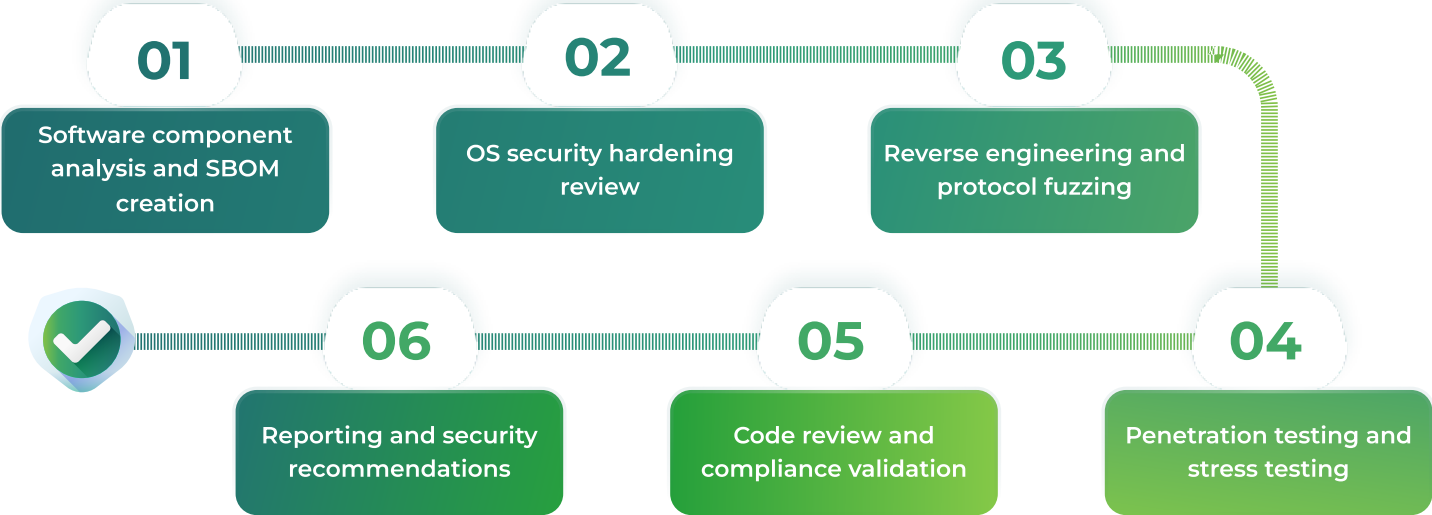 01
Software component
analysis and SBOM
creation
02
OS security hardening
review
03
Reverse engineering and
protocol fuzzing
04
Penetration testing and
stress testing
05
Code review and
compliance validation
06
Reporting and security
recommendations